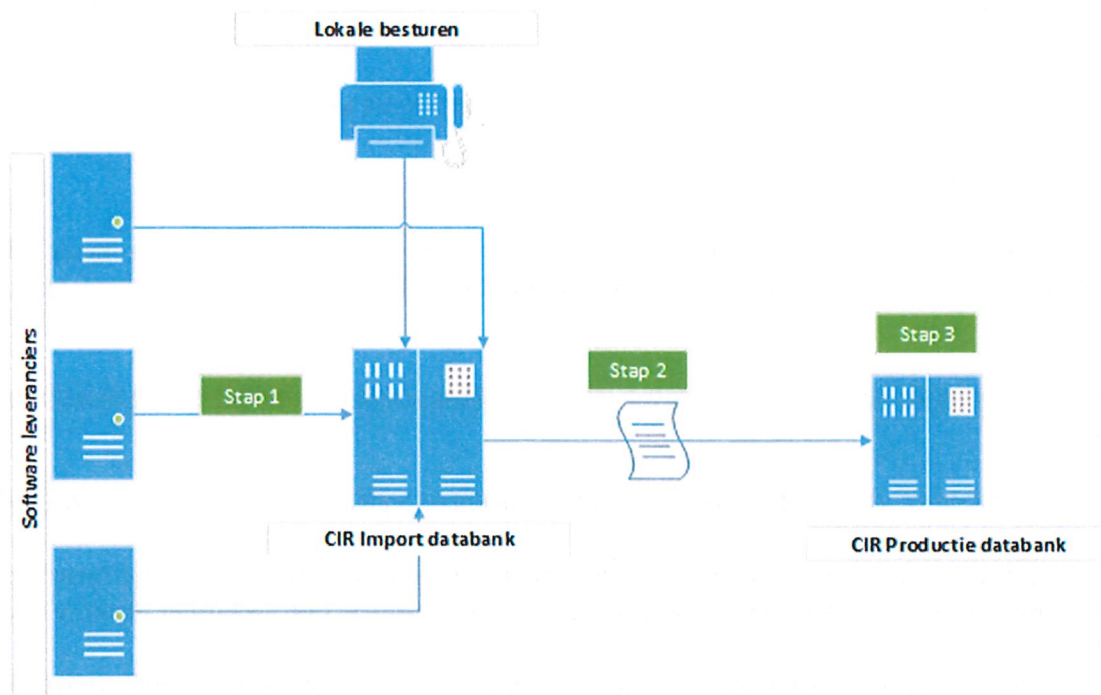 Lokale besturen
Software leveranciers
Stap 1
Stap 2
Stap 3
CIR Import databank
CIR Productie databank